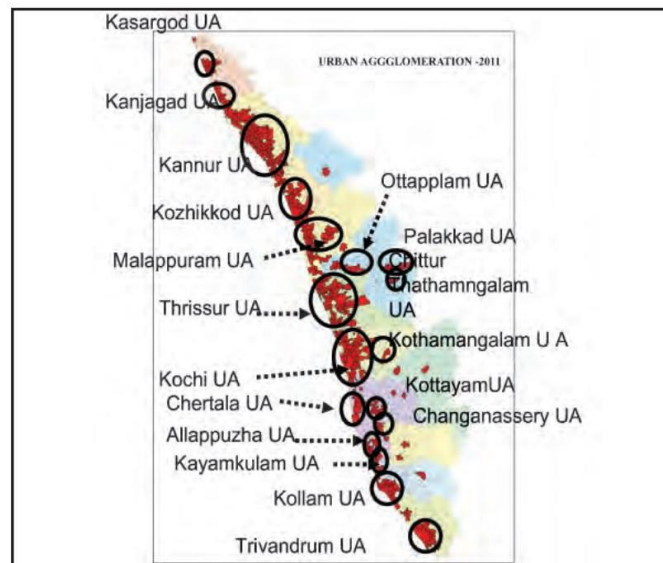 Kasargod UA
URBAN AGGGLOMERATION -2011
Kanjagad UA
Kannur UA
Ottapplam UA
Kozhikkod UA
Palakkad UA
Malappuram UA
Chittur
Thathamngalam
UA
Thrissur UA
Kothamangalam U A
Kochi UA
KottayamUA
Chertala UA
Changanassery UA
Allappuzha UA
Kayamkulam UA
Kollam UA
Trivandrum UA